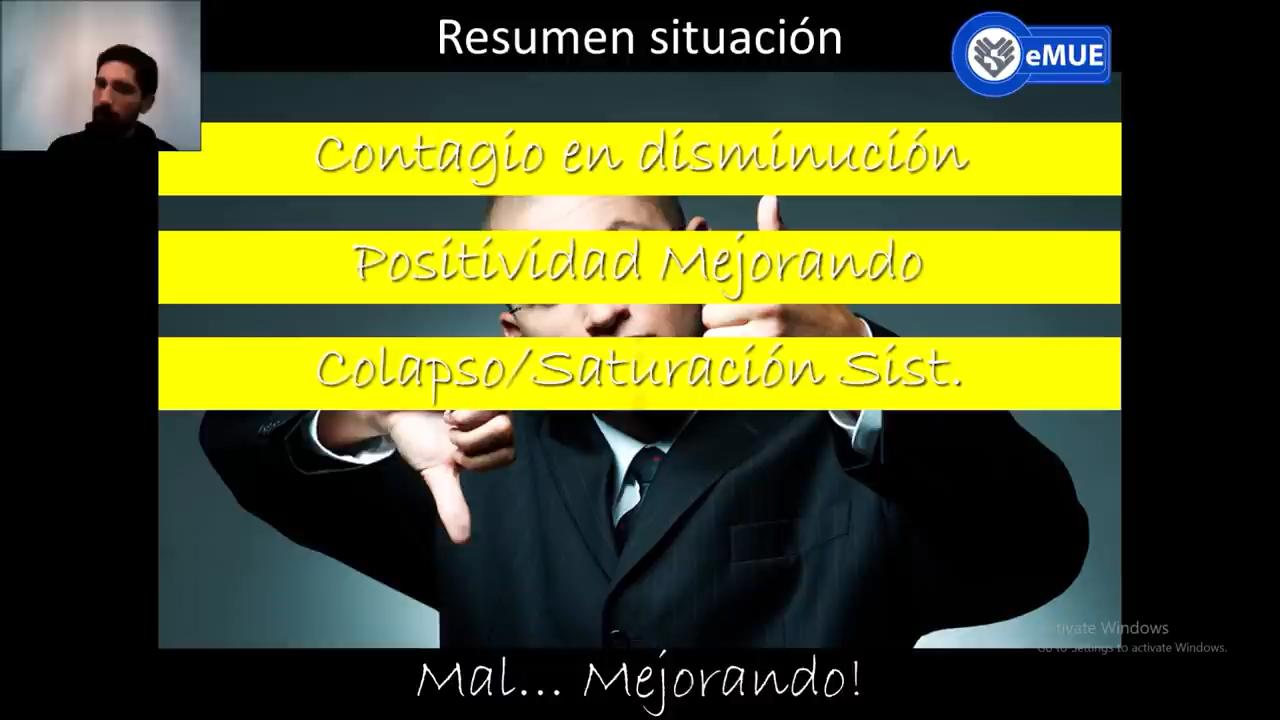 Resumen situación
eMUE
Contagio en disminución
Positividad Mejorando
Colapso/Saturación Sist.
Activate Windows
Go to Settings to activate Windows.
Mal... Mejorando!